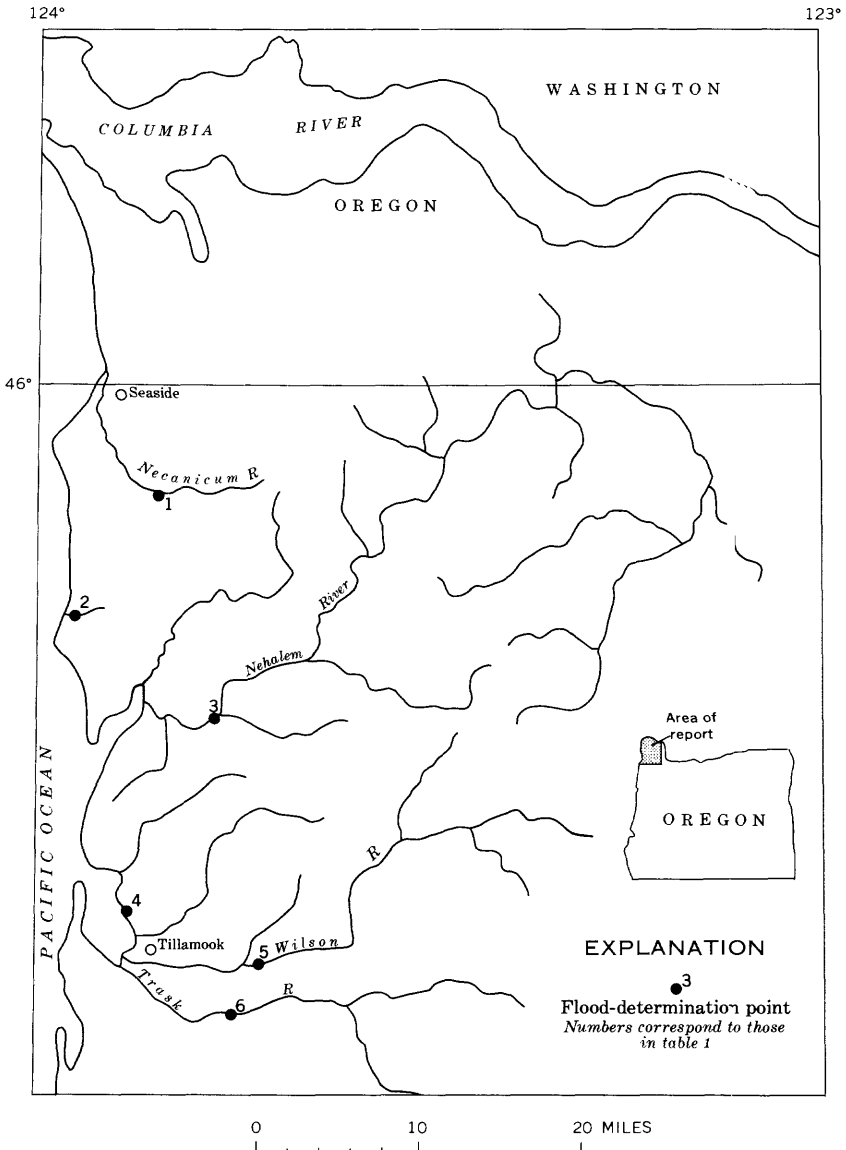 124°
123°
WASHINGTON
COLUMBIA RIVER
OREGON
46°
Seaside
Necanicum R
1
2
River
Nehalem
3
Area of
report
OREGON
PACIFIC OCEAN
R
4
Tillamook
5
Wilson
EXPLANATION
Trask
R
6
3
Flood-determination point
Numbers correspond to those
in table 1
0 10 20 MILES